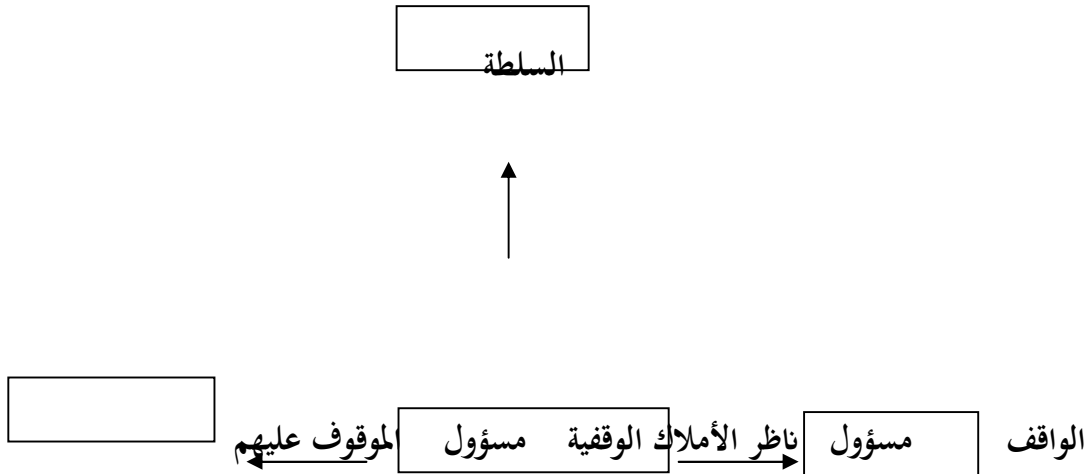 السلطة
الواقف مسؤول ناظر الأملاك الوقفية مسؤول الموقوف عليهم